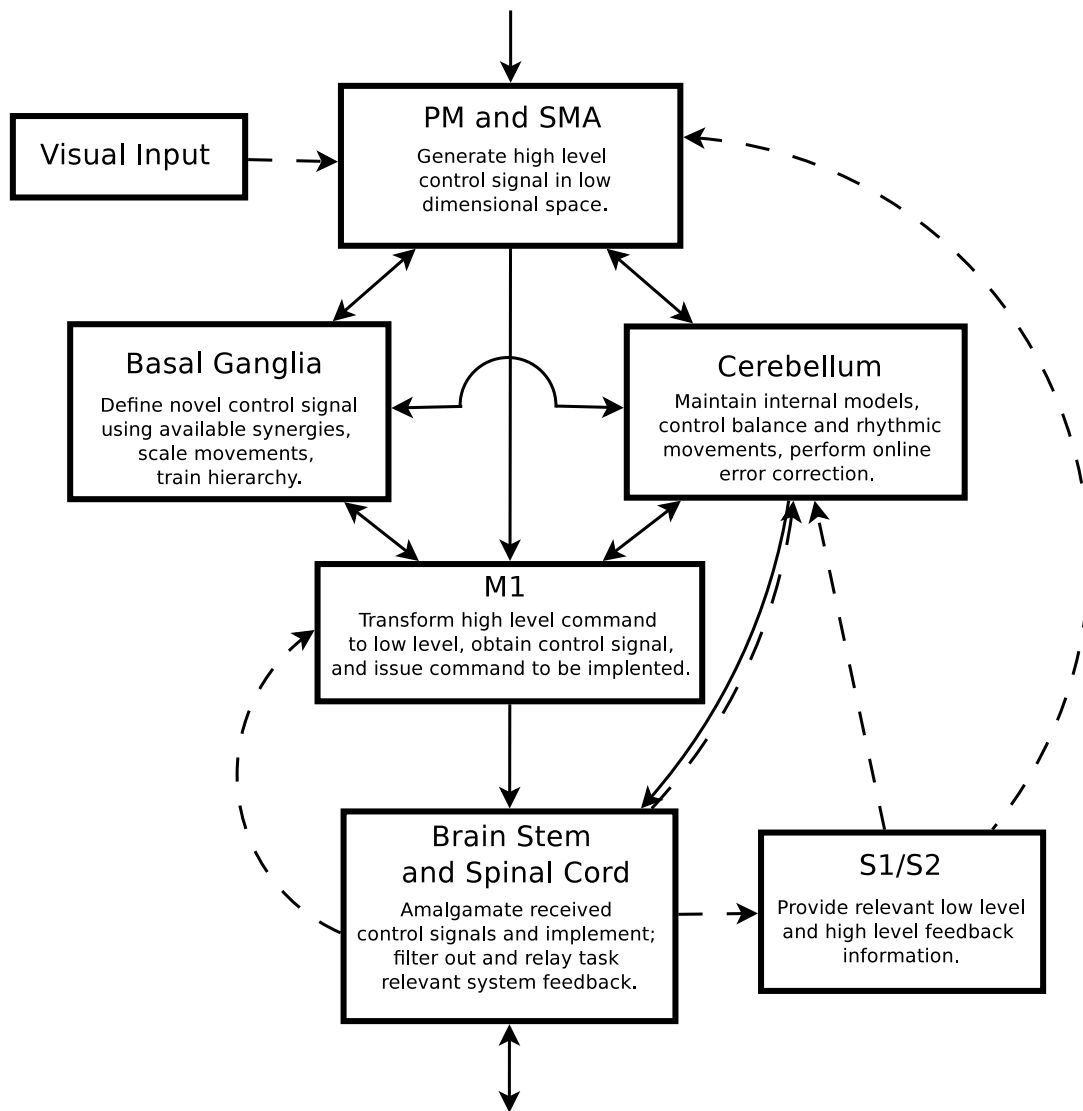 PM and SMA
Generate high level
control signal in low
dimensional space.
Visual Input
Basal Ganglia
Define novel control signal
using available synergies,
scale movements,
train hierarchy.
Cerebellum
Maintain internal models,
control balance and rhythmic
movements, perform online
error correction.
M1
Transform high level command
to low level, obtain control signal,
and issue command to be implented.
Brain Stem
and Spinal Cord
Amalgamate received
control signals and implement;
filter out and relay task
relevant system feedback.
S1/S2
Provide relevant low level
and high level feedback
information.